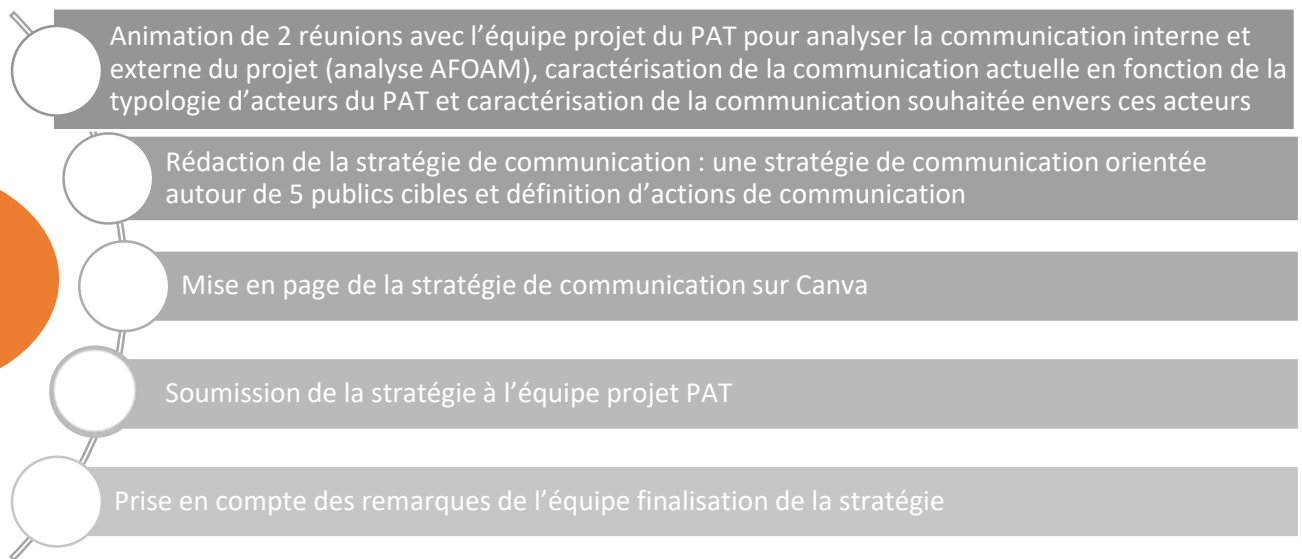 Animation de 2 réunions avec l’équipe projet du PAT pour analyser la communication interne et
externe du projet (analyse AFOAM), caractérisation de la communication actuelle en fonction de la
typologie d’acteurs du PAT et caractérisation de la communication souhaitée envers ces acteurs
Rédaction de la stratégie de communication : une stratégie de communication orientée
autour de 5 publics cibles et définition d’actions de communication
Mise en page de la stratégie de communication sur Canva
Soumission de la stratégie à l’équipe projet PAT
Prise en compte des remarques de l’équipe finalisation de la stratégie